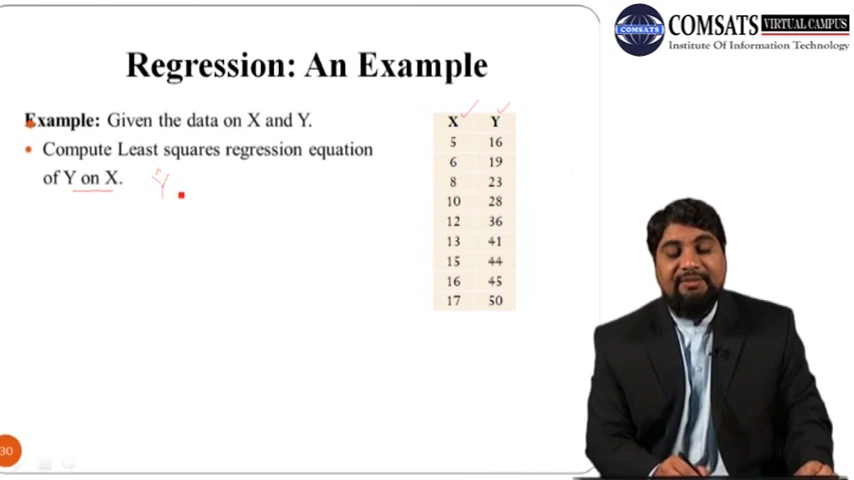 COMSATS VIRTUAL CAMPUS
Institute Of Information Technology
COMSATS
Regression: An Example
Example: Given the data on X and Y.
• Compute Least squares regression equation
of Y on X.
Ŷ
X Y
5 16
6 19
8 23
10 28
12 36
13 41
15 44
16 45
17 50
30